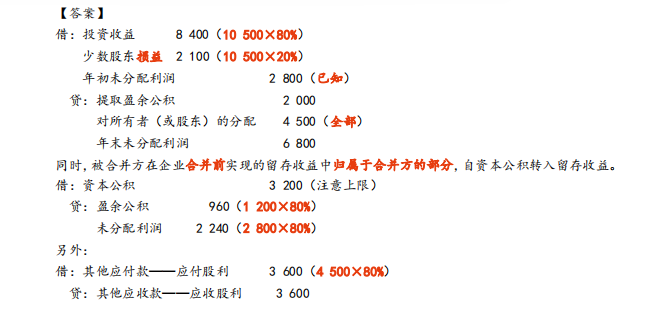 【答案】
借：投资收益 8 400（10 500×80%）
少数股东损益 2 100（10 500×20%）
年初未分配利润 2 800（已知）
贷：提取盈余公积 2 000
对所有者（或股东）的分配 4 500（全部）
年末未分配利润 6 800
同时，被合并方在企业合并前实现的留存收益中归属于合并方的部分，自资本公积转入留存收益。
借：资本公积 3 200（注意上限）
贷：盈余公积 960（1 200×80%）
未分配利润 2 240（2 800×80%）
另外：
借：其他应付款——应付股利 3 600（4 500×80%）
贷：其他应收款——应收股利 3 600